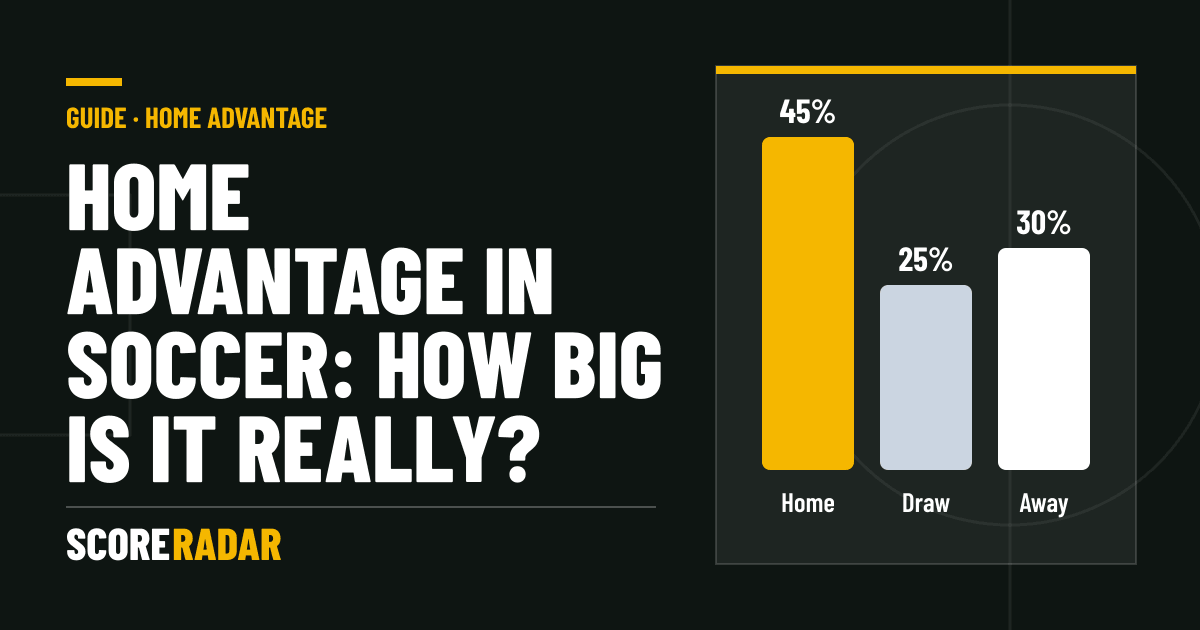 GUIDE · HOME ADVANTAGE
HOME
ADVANTAGE IN
SOCCER: HOW BIG
IS IT REALLY?
SCORERADAR
45%
25%
30%
Home
Draw
Away